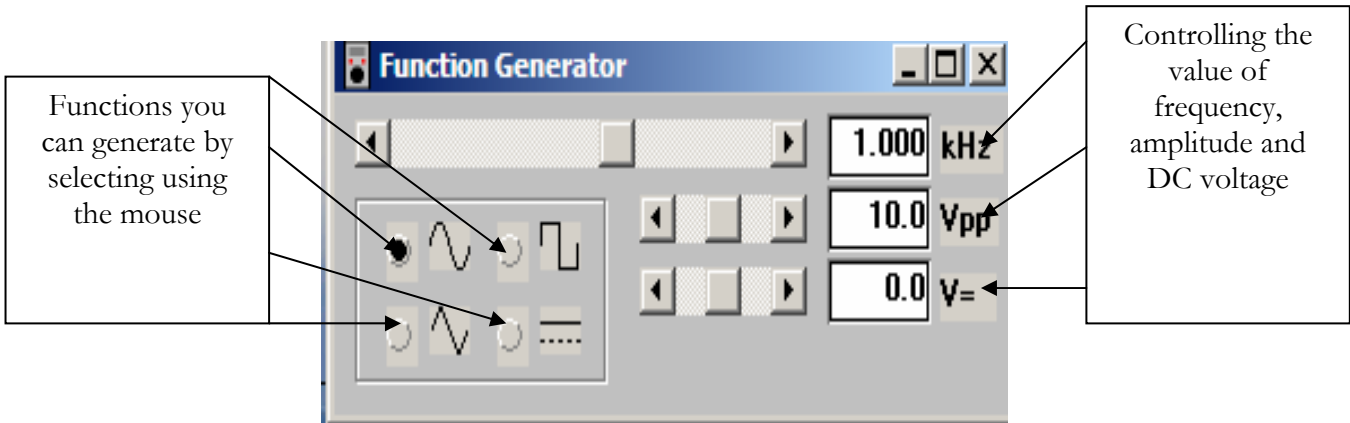 Functions you
can generate by
selecting using
the mouse
Function Generator
1.000 kHz
10.0 Vpp
0.0 V=
Controlling the
value of
frequency,
amplitude and
DC voltage